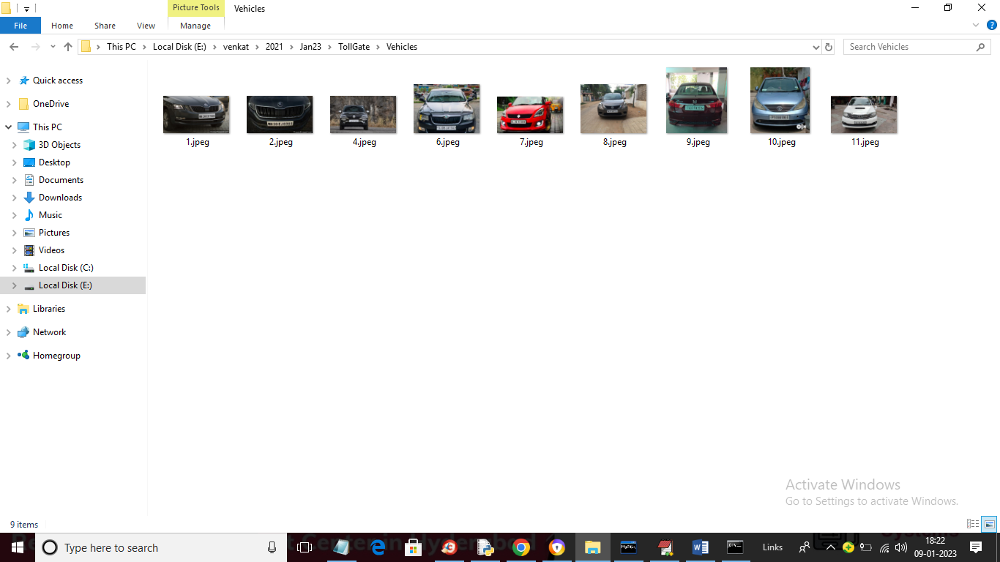 Picture Tools
Vehicles
File
Home
Share
View
Manage
This PC
Local Disk (E:)
venkat
2021
Jan23
TollGate
Vehicles
Search Vehicles
Quick access
OneDrive
This PC
3D Objects
Desktop
Documents
Downloads
Music
Pictures
Videos
Local Disk (C:)
Local Disk (E:)
Libraries
Network
Homegroup
1.jpeg
2.jpeg
4.jpeg
6.jpeg
7.jpeg
8.jpeg
9.jpeg
10.jpeg
11.jpeg
Activate Windows
Go to Settings to activate Windows.
9 items
Type here to search
Center in Hyderabad
MySQL
Links
18:22
09-01-2023